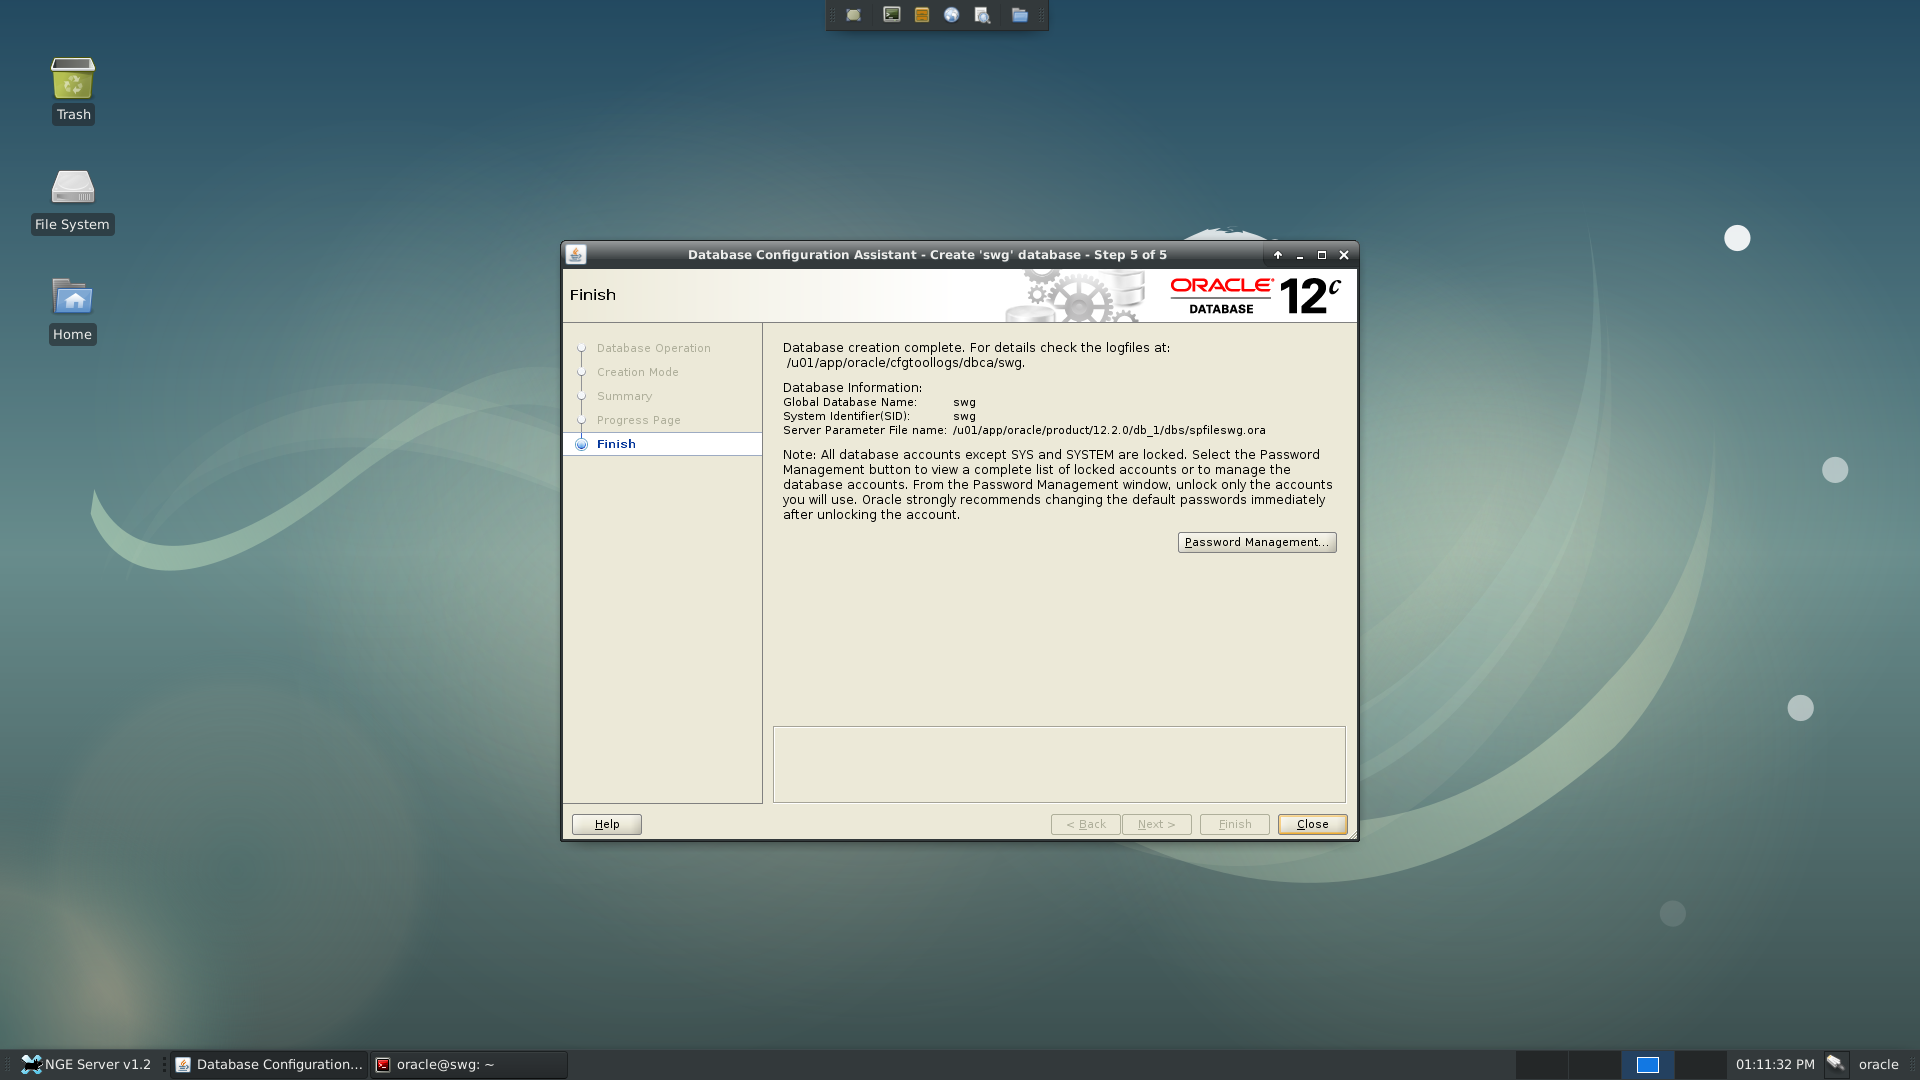 Trash
File System
Home
Database Configuration Assistant - Create 'swg' database - Step 5 of 5
Finish
ORACLE
DATABASE
12c
Database Operation
Creation Mode
Summary
Progress Page
Finish
Database creation complete. For details check the logfiles at:
/u01/app/oracle/cfgtoollogs/dbca/swg.
Database Information:
Global Database Name: swg
System Identifier(SID): swg
Server Parameter File name: /u01/app/oracle/product/12.2.0/db_1/dbs/spfileswg.ora
Note: All database accounts except SYS and SYSTEM are locked. Select the Password
Management button to view a complete list of locked accounts or to manage the
database accounts. From the Password Management window, unlock only the accounts
you will use. Oracle strongly recommends changing the default passwords immediately
after unlocking the account.
Password Management...
Help
< Back
Next >
Finish
Close
NGE Server v1.2
Database Configuration...
oracle@swg: ~
01:11:32 PM
oracle